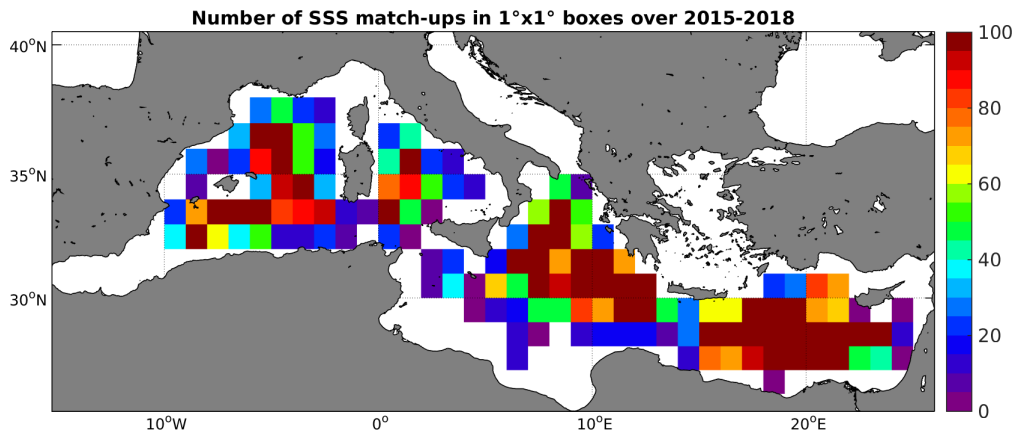 Number of SSS match-ups in 1°x1° boxes over 2015-2018
40°N
35°N
30°N
10°W
0°
10°E
20°E
100
80
60
40
20
0